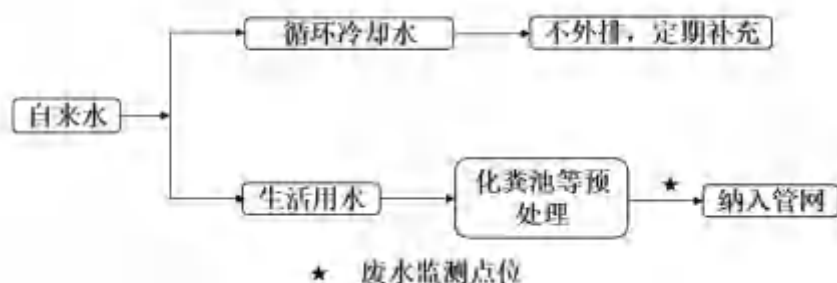 循环冷却水
不外排，定期补充
自来水
生活用水
化粪池等预
处理
★
纳入管网
★ 废水监测点位